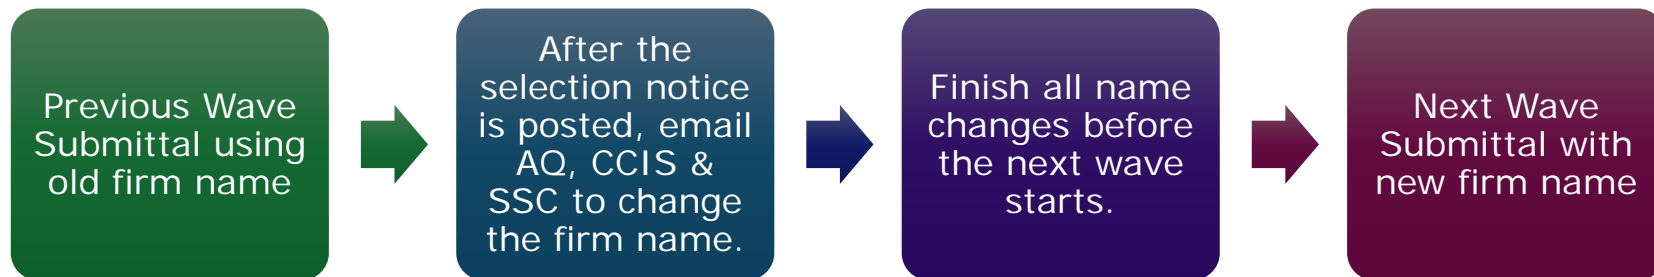 Previous Wave
Submittal using
old firm name
After the
selection notice
is posted, email
AQ, CCIS &
SSC to change
the firm name.
Finish all name
changes before
the next wave
starts.
Next Wave
Submittal with
new firm name